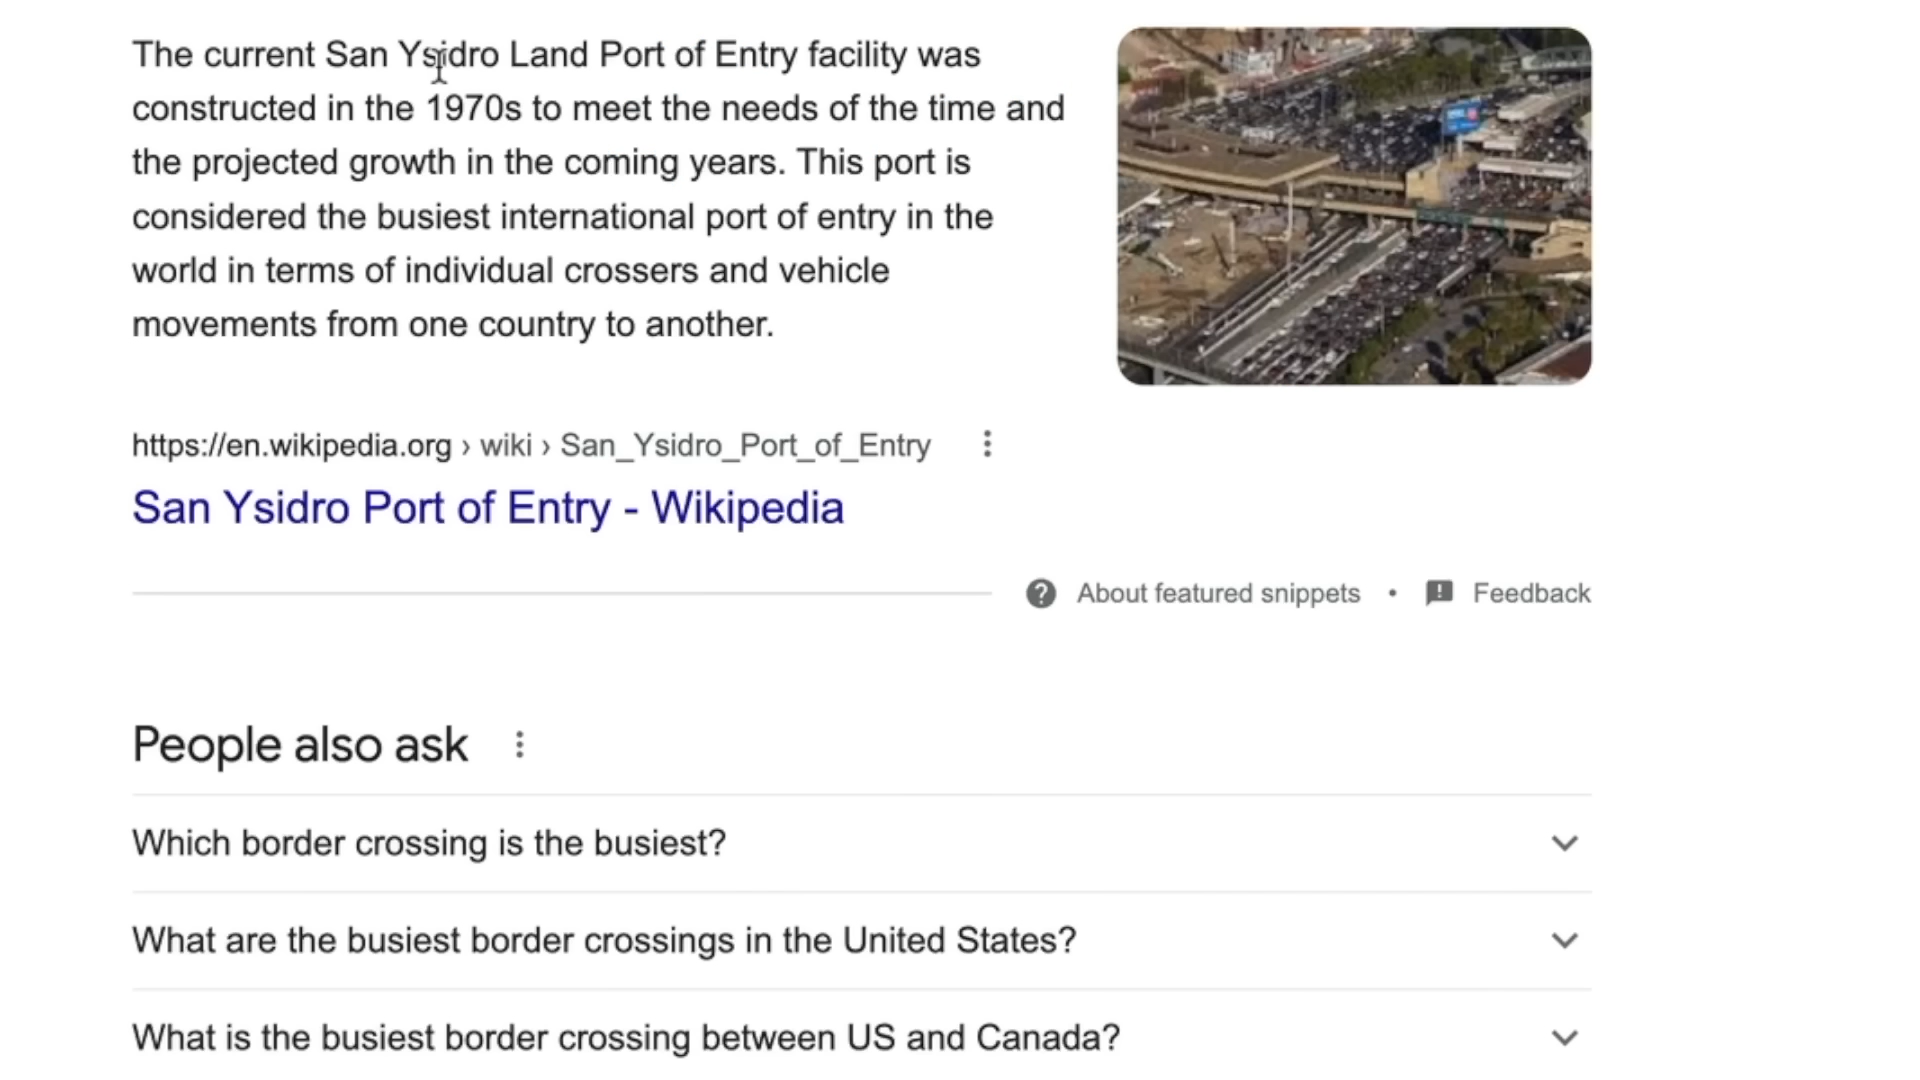 The current San Ysidro Land Port of Entry facility was
constructed in the 1970s to meet the needs of the time and
the projected growth in the coming years. This port is
considered the busiest international port of entry in the
world in terms of individual crossers and vehicle
movements from one country to another.
https://en.wikipedia.org › wiki › San_Ysidro_Port_of_Entry
San Ysidro Port of Entry - Wikipedia
About featured snippets • Feedback
People also ask
Which border crossing is the busiest?
What are the busiest border crossings in the United States?
What is the busiest border crossing between US and Canada?